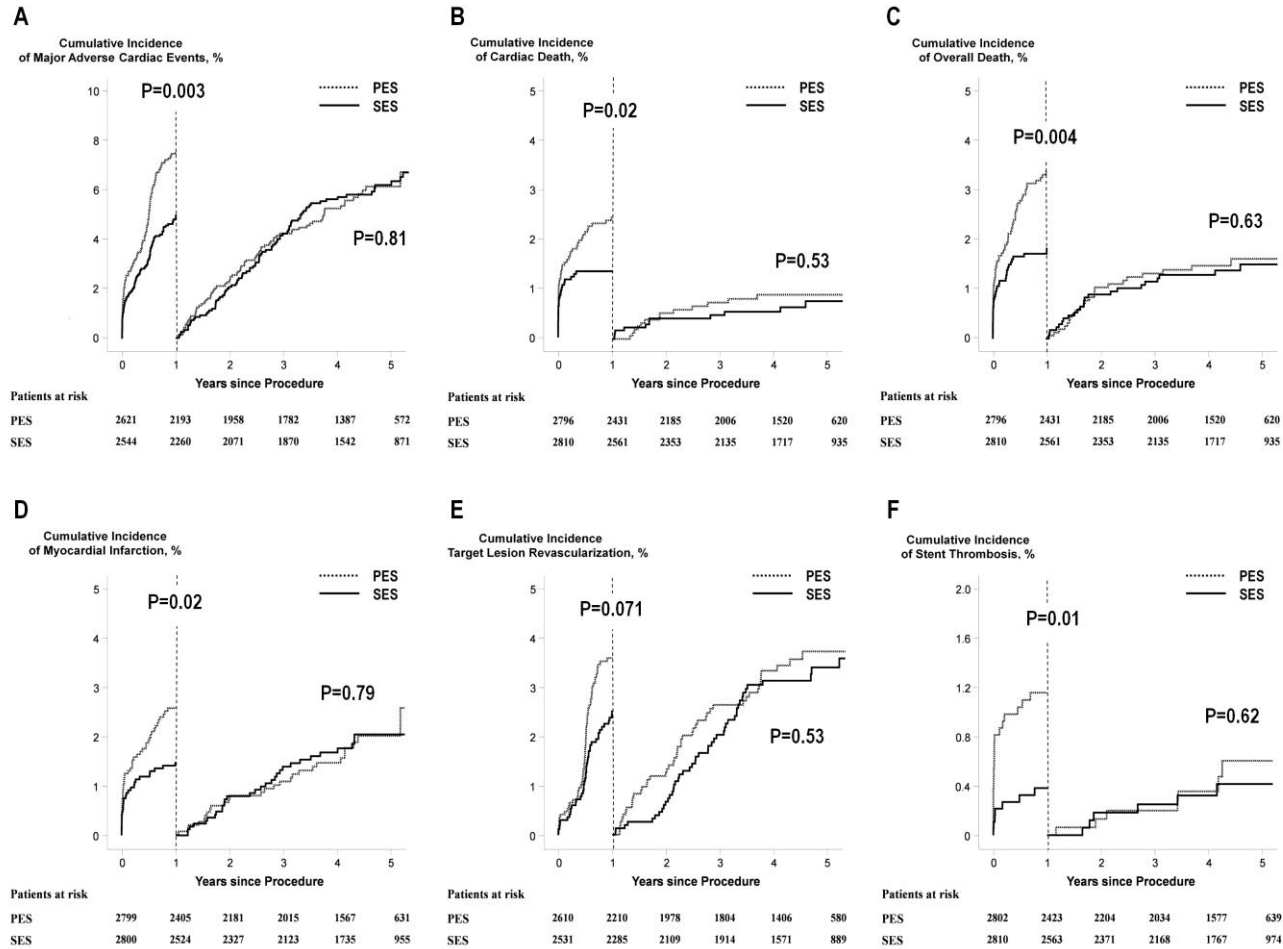 A
Cumulative Incidence
of Major Adverse Cardiac Events, %
P=0.003
PES
SES
10
8
6
4
2
0
P=0.81
0 1 2 3 4 5
Years since Procedure
Patients at risk
PES 2621 2193 1958 1782 1387 572
SES 2544 2260 2071 1870 1542 871
B
Cumulative Incidence
of Cardiac Death, %
P=0.02
PES
SES
5
4
3
2
1
0
P=0.53
0 1 2 3 4 5
Years since Procedure
Patients at risk
PES 2796 2431 2185 2006 1520 620
SES 2810 2561 2353 2135 1717 935
C
Cumulative Incidence
of Overall Death, %
P=0.004
PES
SES
5
4
3
2
1
0
P=0.63
0 1 2 3 4 5
Years since Procedure
Patients at risk
PES 2796 2431 2185 2006 1520 620
SES 2810 2561 2353 2135 1717 935
D
Cumulative Incidence
of Myocardial Infarction, %
P=0.02
PES
SES
5
4
3
2
1
0
P=0.79
0 1 2 3 4 5
Years since Procedure
Patients at risk
PES 2799 2405 2181 2015 1567 631
SES 2800 2524 2327 2123 1735 955
E
Cumulative Incidence
Target Lesion Revascularization, %
P=0.071
PES
SES
5
4
3
2
1
0
P=0.53
0 1 2 3 4 5
Years since Procedure
Patients at risk
PES 2610 2210 1978 1804 1406 580
SES 2531 2285 2109 1914 1571 889
F
Cumulative Incidence
of Stent Thrombosis, %
P=0.01
PES
SES
2.0
1.6
1.2
0.8
0.4
0
P=0.62
0 1 2 3 4 5
Years since Procedure
Patients at risk
PES 2802 2423 2204 2034 1577 639
SES 2810 2563 2371 2168 1767 974